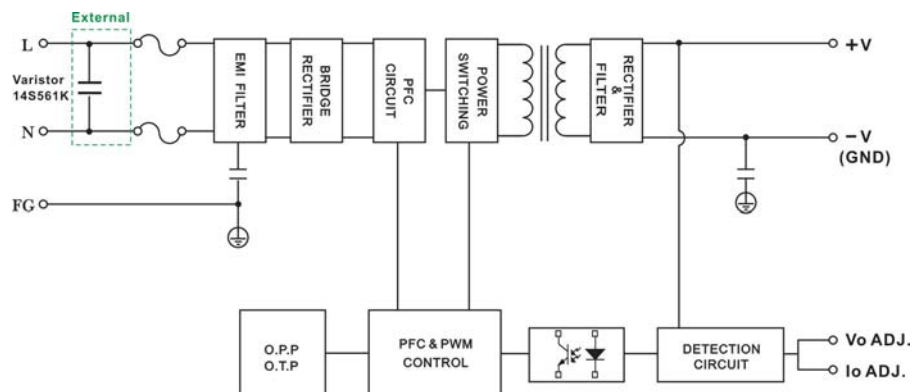 External
L
Varistor
14S561K
N
FG
EMI FILTER
BRIDGE
RECTIFIER
PFC
CIRCUIT
POWER
SWITCHING
RECTIFIER
&
FILTER
+V
−V
(GND)
O.P.P
O.T.P
PFC & PWM
CONTROL
DETECTION
CIRCUIT
Vo ADJ.
Io ADJ.